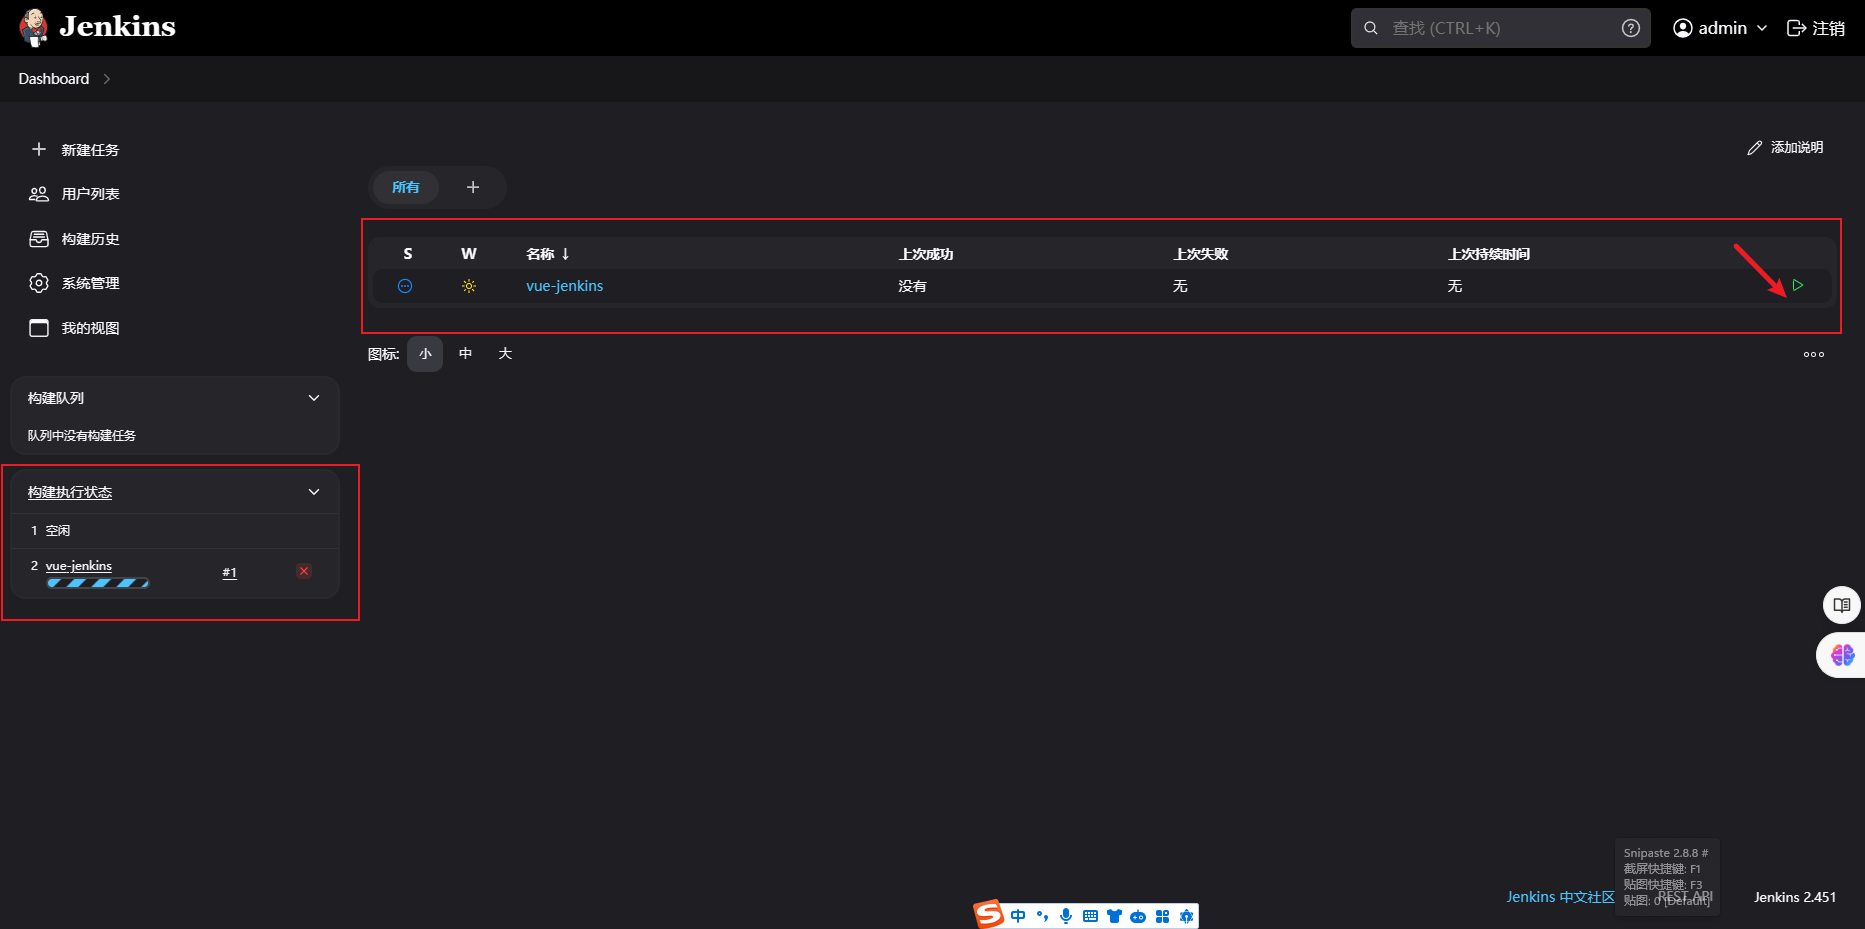 Jenkins
查找 (CTRL+K)
admin
注销
Dashboard
新建任务
用户列表
构建历史
系统管理
我的视图
添加说明
所有
S W 名称 ↓ 上次成功 上次失败 上次持续时间
vue-jenkins 没有 无 无
图标: 小 中 大
构建队列
队列中没有构建任务
构建执行状态
1 空闲
2 vue-jenkins #1
Snipaste 2.8.8 #
截屏快捷键: F1
贴图快捷键: F3
贴图: 0 [Default]
Jenkins 中文社区
REST API
Jenkins 2.451
S 中